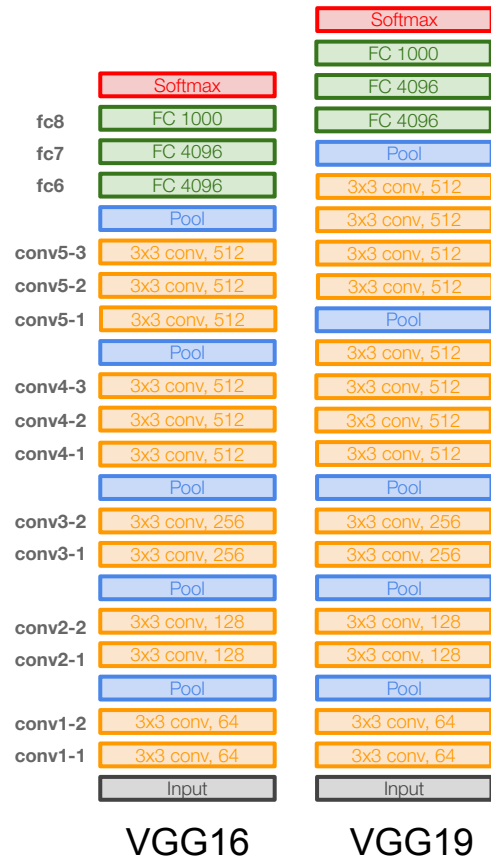 Softmax
FC 1000
Softmax FC 4096
fc8 FC 1000 FC 4096
fc7 FC 4096 Pool
fc6 FC 4096 3x3 conv, 512
Pool 3x3 conv, 512
conv5-3 3x3 conv, 512 3x3 conv, 512
conv5-2 3x3 conv, 512 3x3 conv, 512
conv5-1 3x3 conv, 512 Pool
Pool 3x3 conv, 512
conv4-3 3x3 conv, 512 3x3 conv, 512
conv4-2 3x3 conv, 512 3x3 conv, 512
conv4-1 3x3 conv, 512 3x3 conv, 512
Pool Pool
conv3-2 3x3 conv, 256 3x3 conv, 256
conv3-1 3x3 conv, 256 3x3 conv, 256
Pool Pool
conv2-2 3x3 conv, 128 3x3 conv, 128
conv2-1 3x3 conv, 128 3x3 conv, 128
Pool Pool
conv1-2 3x3 conv, 64 3x3 conv, 64
conv1-1 3x3 conv, 64 3x3 conv, 64
Input Input
VGG16 VGG19